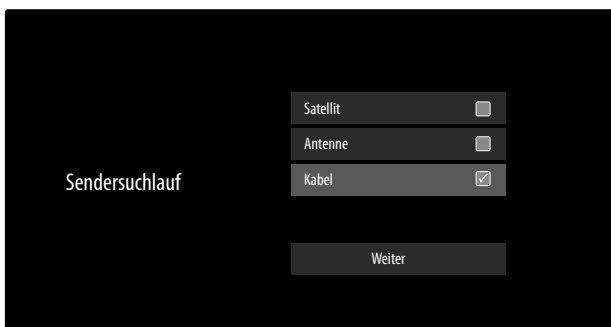 Satellit
Antenne
Sendersuchlauf
Kabel
Weiter